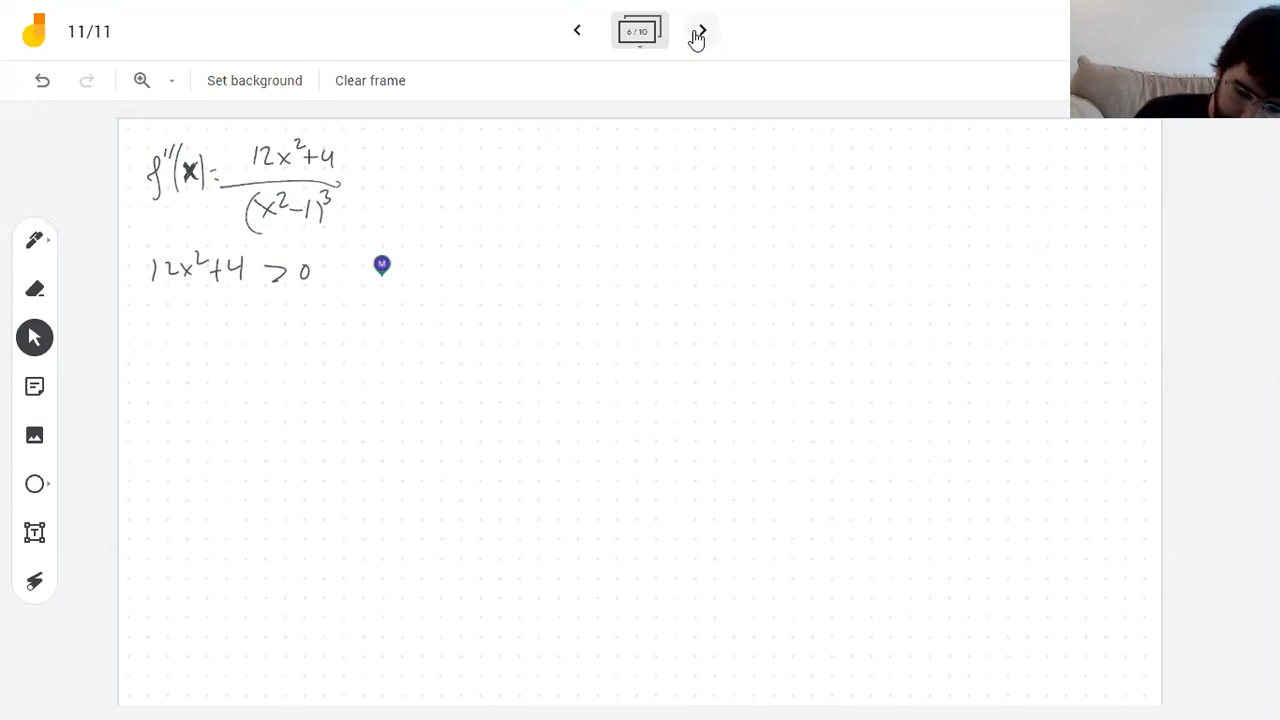 11/11
6 / 10
Set background
Clear frame
f''(x) = 12x²+4 / (x²-1)³
12x²+4 > 0
M
T